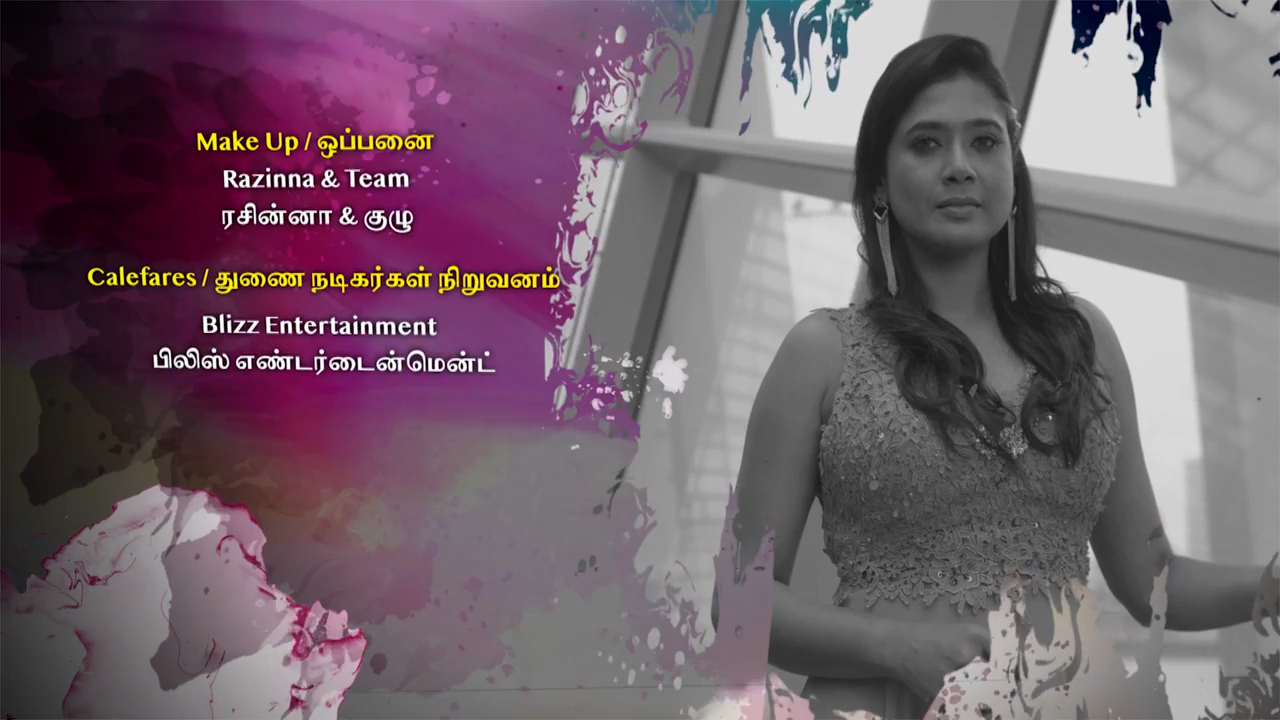 Make Up / ஒப்பனை
Razinna & Team
ரசின்னா & குழு
Calefares / துணை நடிகர்கள் நிறுவனம்
Blizz Entertainment
பிலிஸ் எண்டர்டைன்மென்ட்